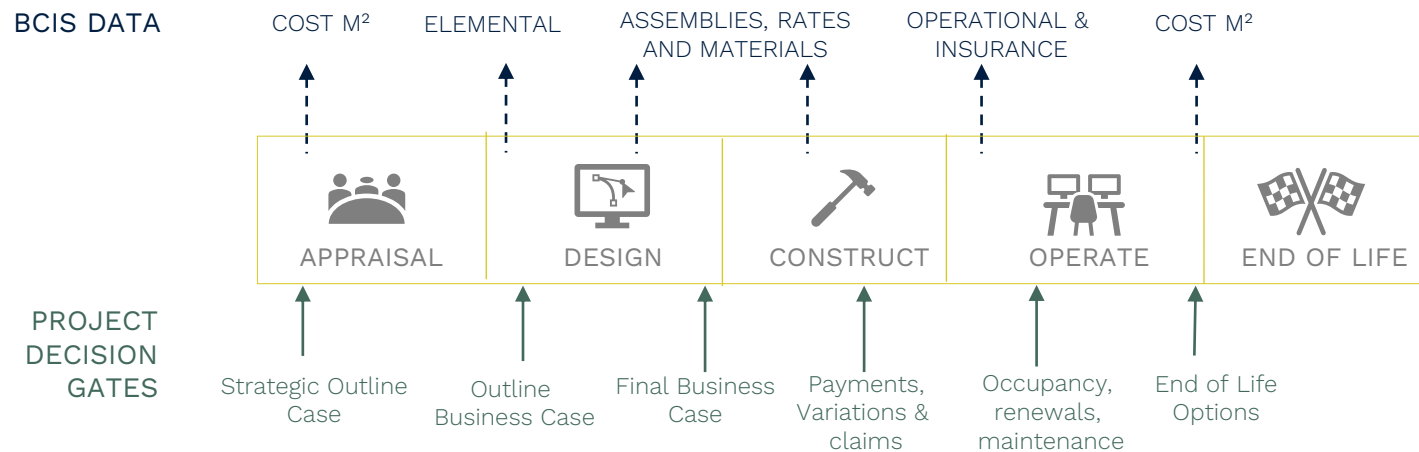 BCIS DATA
COST M²
ELEMENTAL
ASSEMBLIES, RATES
AND MATERIALS
OPERATIONAL &
INSURANCE
COST M²
APPRAISAL
DESIGN
CONSTRUCT
OPERATE
END OF LIFE
PROJECT
DECISION
GATES
Strategic Outline
Case
Outline
Business Case
Final Business
Case
Payments,
Variations &
claims
Occupancy,
renewals,
maintenance
End of Life
Options